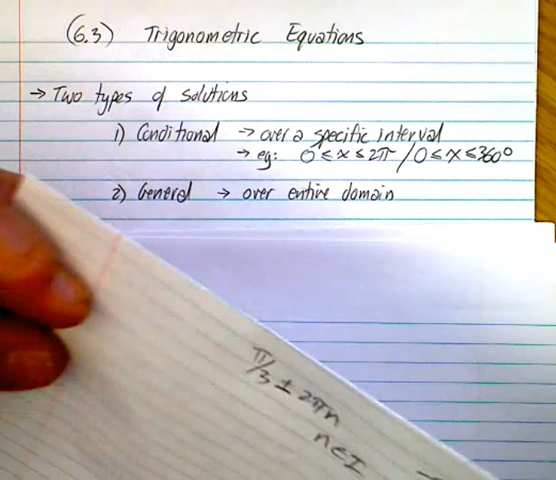 (6.3) Trigonometric Equations
→ Two types of solutions
1) Conditional → over a specific interval
→ eg: 0 ≤ x ≤ 2π / 0 ≤ x ≤ 360°
2) General → over entire domain
π/3 ± 2πn
n∈I